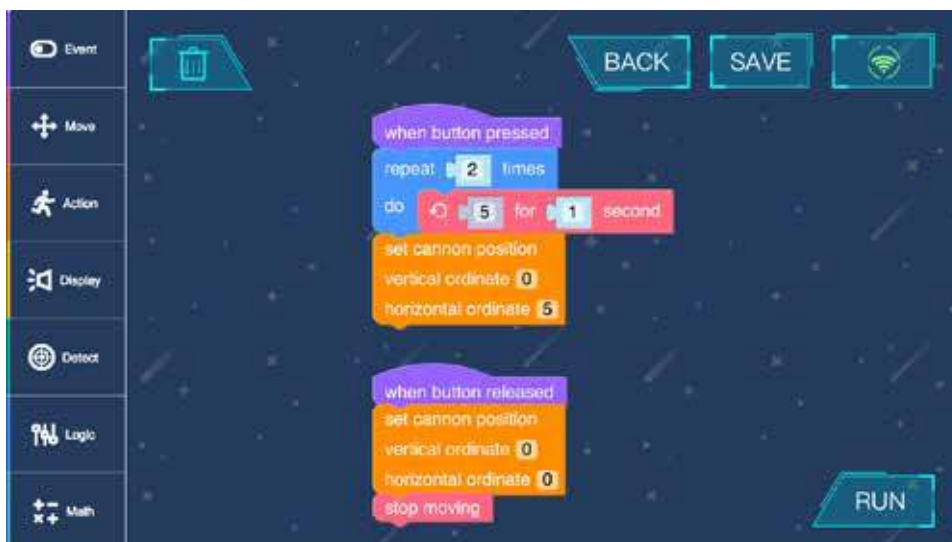 Event
Move
Action
Display
Detect
Logic
Math
BACK
SAVE
when button pressed
repeat 2 times
do 5 for 1 second
set cannon position
vertical ordinate 0
horizontal ordinate 5
when button released
set cannon position
vertical ordinate 0
horizontal ordinate 0
stop moving
RUN